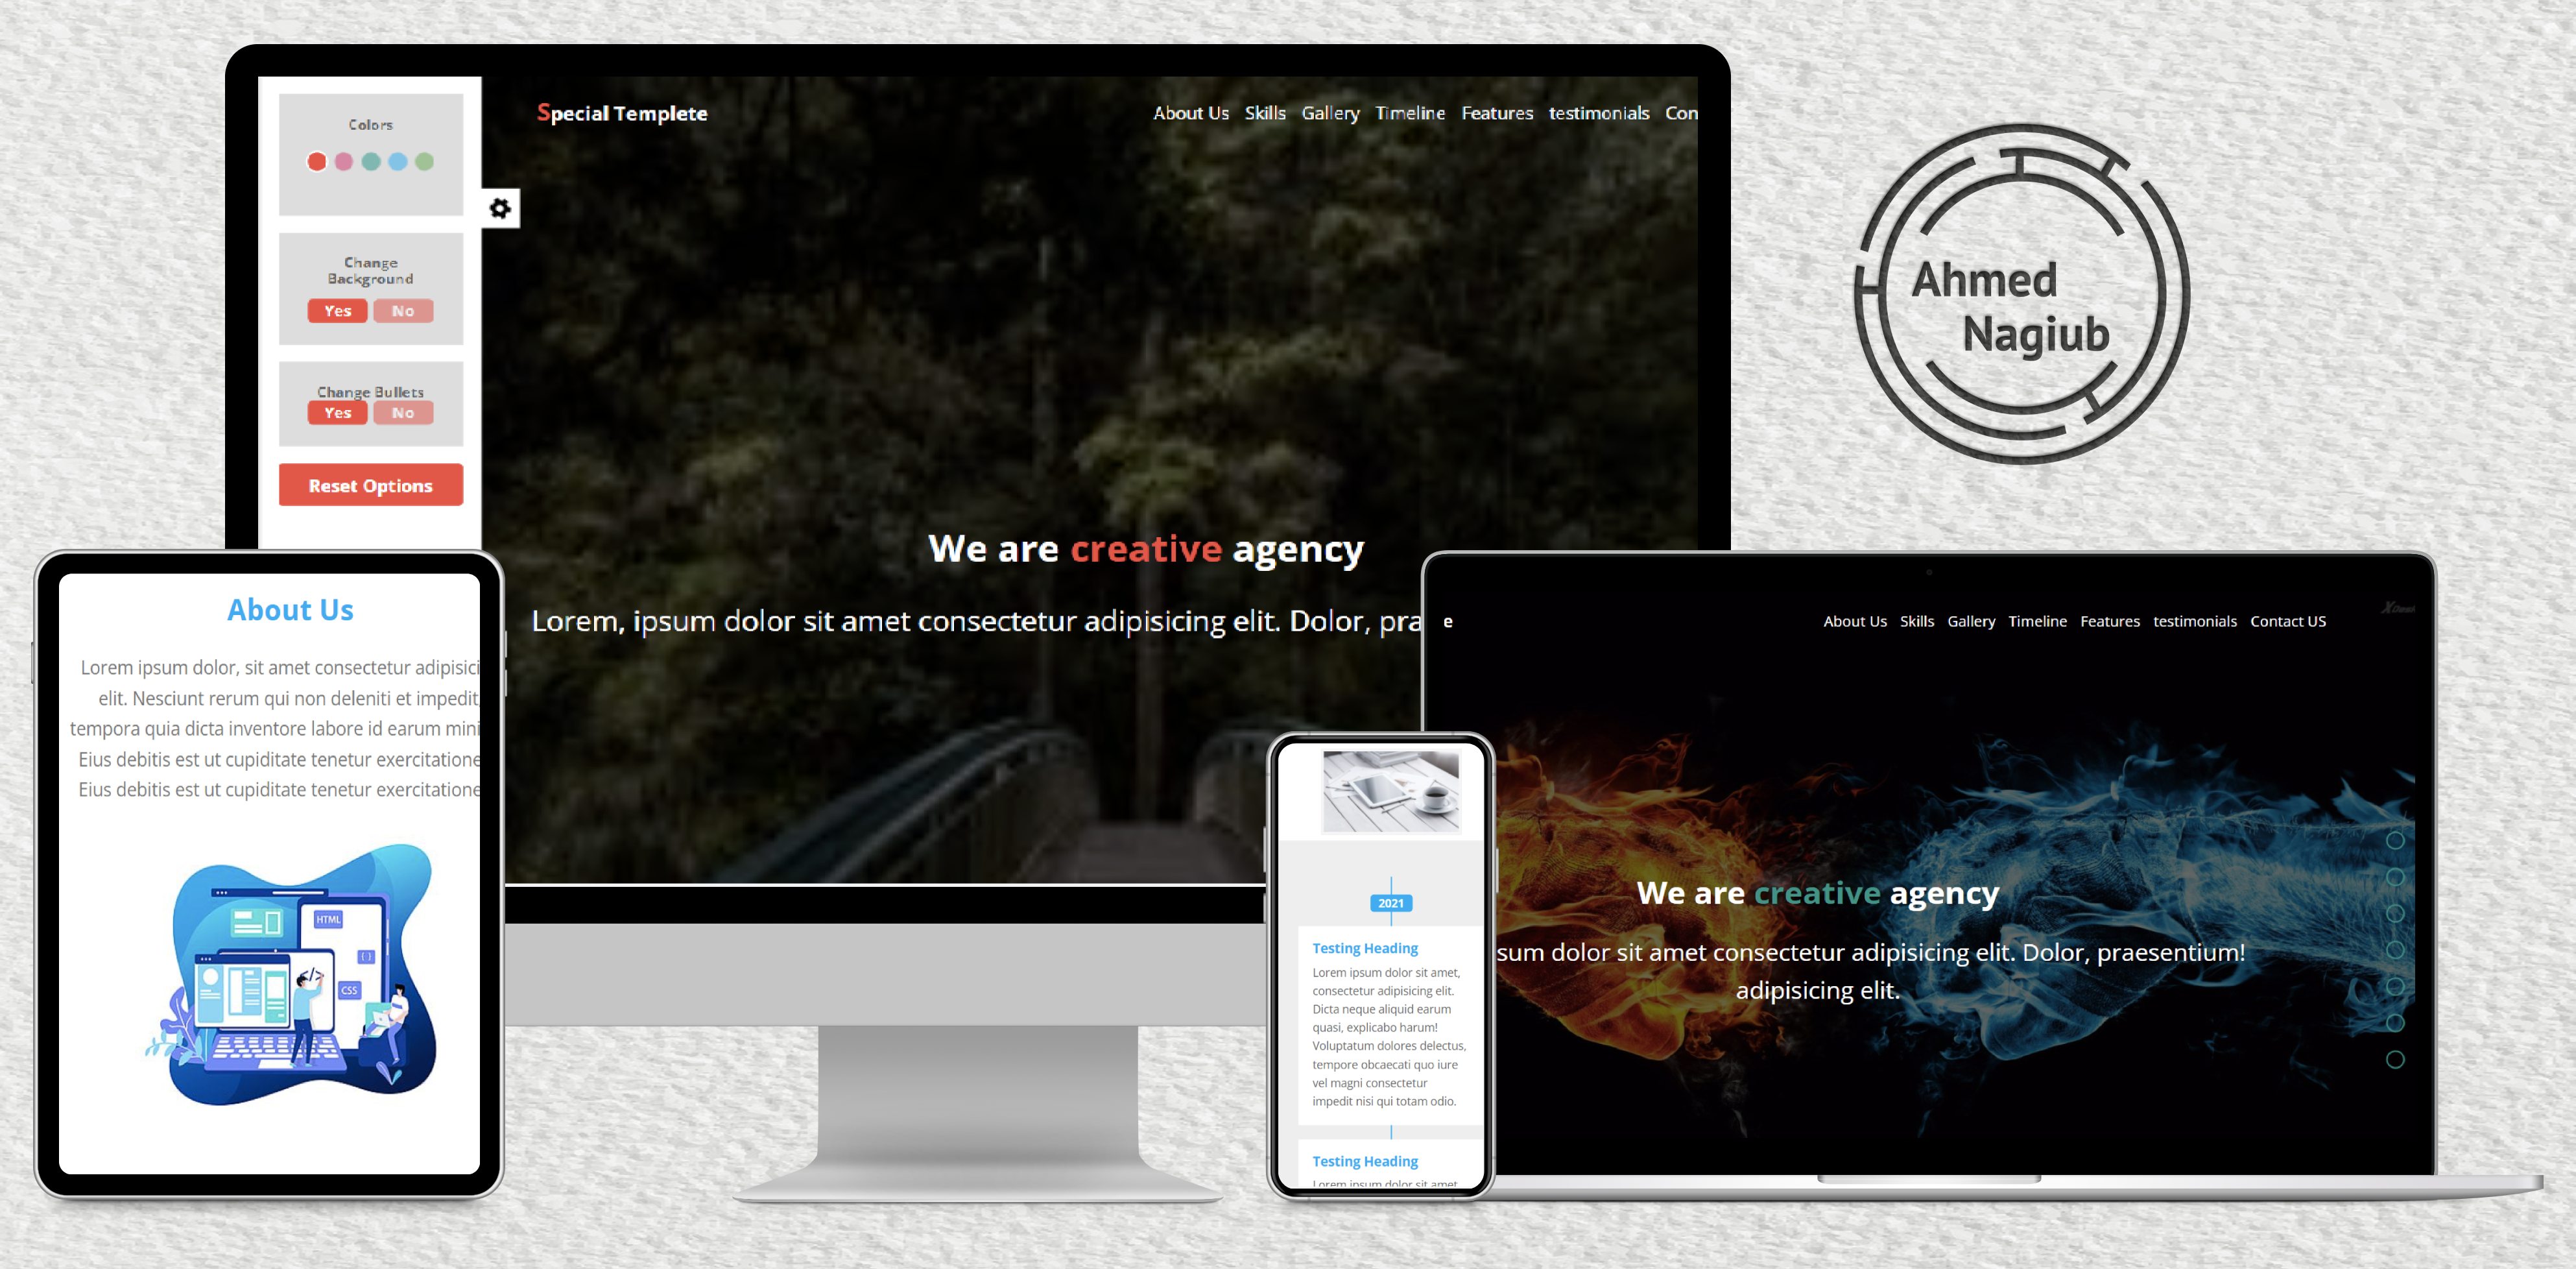 Colors
Change
Background
Yes No
Change Bullets
Yes No
Reset Options
Special Templete
About Us Skills Gallery Timeline Features testimonials Con
We are creative agency
Lorem, ipsum dolor sit amet consectetur adipisicing elit. Dolor, pra
Ahmed
Nagiub
About Us
Lorem ipsum dolor, sit amet consectetur adipisici
elit. Nesciunt rerum qui non deleniti et impedit,
tempora quia dicta inventore labore id earum mini
Eius debitis est ut cupiditate tenetur exercitatione
Eius debitis est ut cupiditate tenetur exercitatione
HTML
{ }
</>
CSS
2021
Testing Heading
Lorem ipsum dolor sit amet,
consectetur adipisicing elit.
Dicta neque aliquid earum
quasi, explicabo harum!
Voluptatum dolores delectus,
tempore obcaecati quo iure
vel magni consectetur
impedit nisi qui totam odio.
Testing Heading
Lorem ipsum dolor sit amet
e
About Us Skills Gallery Timeline Features testimonials Contact US
We are creative agency
sum dolor sit amet consectetur adipisicing elit. Dolor, praesentium!
adipisicing elit.